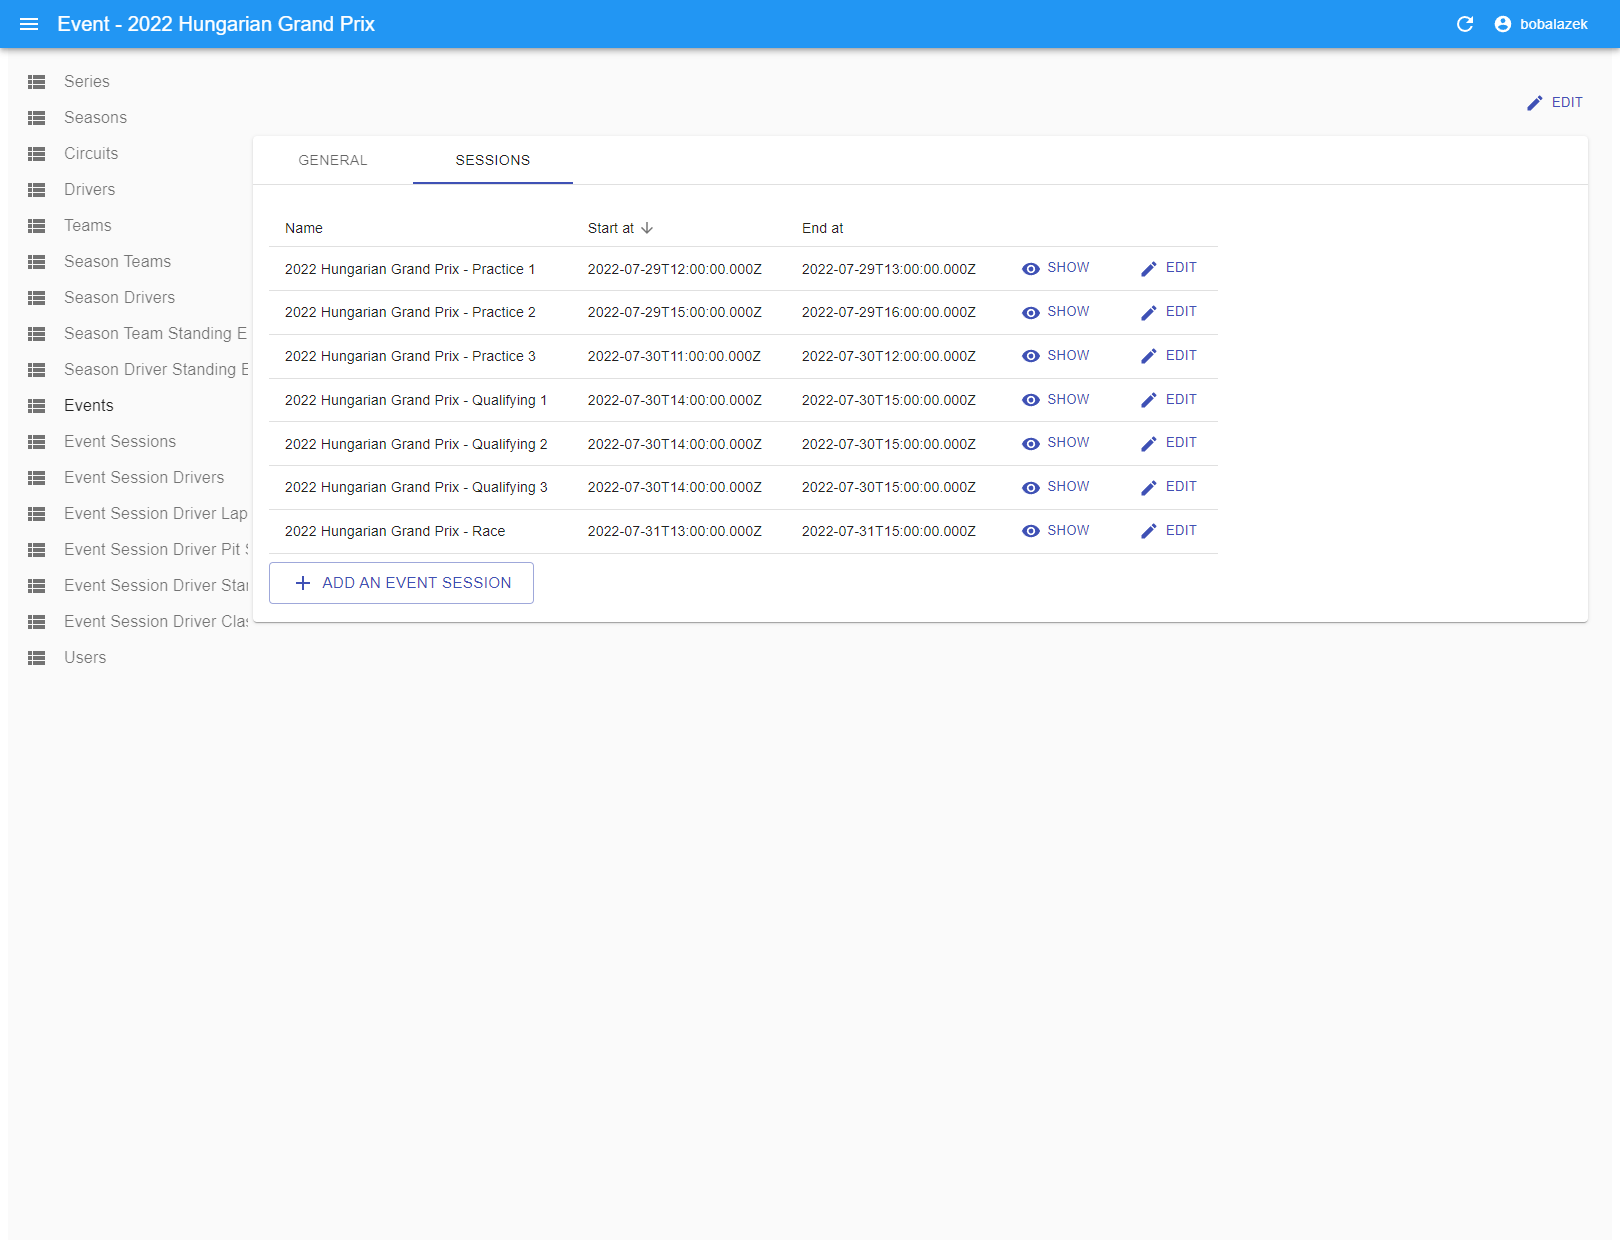 Event - 2022 Hungarian Grand Prix
bobalazek
Series
Seasons
Circuits
Drivers
Teams
Season Teams
Season Drivers
Season Team Standing E
Season Driver Standing E
Events
Event Sessions
Event Session Drivers
Event Session Driver Lap
Event Session Driver Pit S
Event Session Driver Star
Event Session Driver Clas
Users
EDIT
GENERAL SESSIONS
Name Start at End at
2022 Hungarian Grand Prix - Practice 1 2022-07-29T12:00:00.000Z 2022-07-29T13:00:00.000Z SHOW EDIT
2022 Hungarian Grand Prix - Practice 2 2022-07-29T15:00:00.000Z 2022-07-29T16:00:00.000Z SHOW EDIT
2022 Hungarian Grand Prix - Practice 3 2022-07-30T11:00:00.000Z 2022-07-30T12:00:00.000Z SHOW EDIT
2022 Hungarian Grand Prix - Qualifying 1 2022-07-30T14:00:00.000Z 2022-07-30T15:00:00.000Z SHOW EDIT
2022 Hungarian Grand Prix - Qualifying 2 2022-07-30T14:00:00.000Z 2022-07-30T15:00:00.000Z SHOW EDIT
2022 Hungarian Grand Prix - Qualifying 3 2022-07-30T14:00:00.000Z 2022-07-30T15:00:00.000Z SHOW EDIT
2022 Hungarian Grand Prix - Race 2022-07-31T13:00:00.000Z 2022-07-31T15:00:00.000Z SHOW EDIT
ADD AN EVENT SESSION